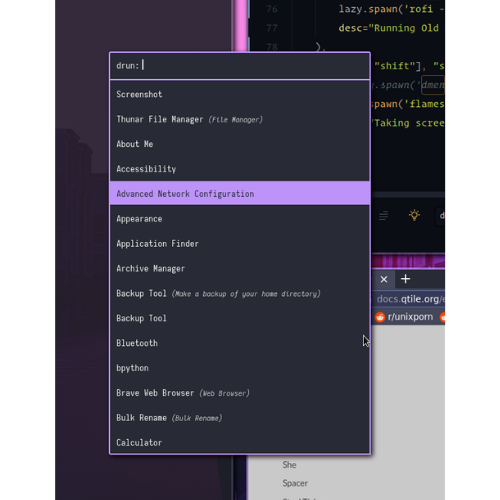 76 lazy.spawn('rofi -
77 desc="Running Old
78 ),
"shift"], "s
.spawn('dmen
spawn('flames
"Taking scree
drun:
Screenshot
Thunar File Manager (File Manager)
About Me
Accessibility
Advanced Network Configuration
Appearance
Application Finder
Archive Manager
Backup Tool (Make a backup of your home directory)
Backup Tool
Bluetooth
bpython
Brave Web Browser (Web Browser)
Bulk Rename (Bulk Rename)
Calculator
d
docs.qtile.org/e
r/unixporn
She
Spacer